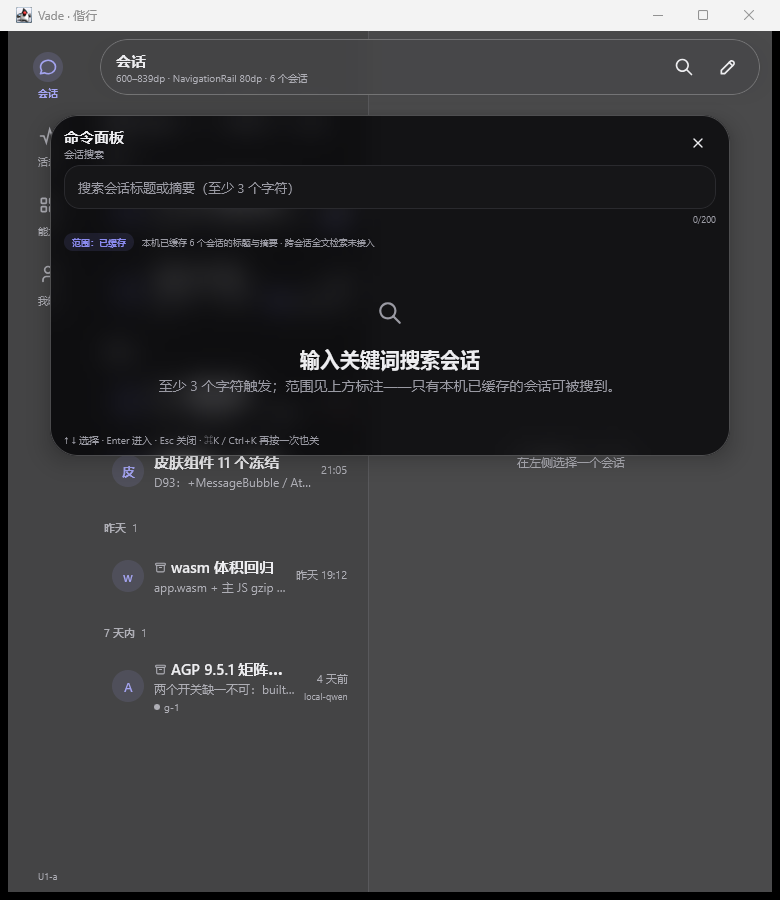 Vade · 偕行
会话
600–839dp · NavigationRail 80dp · 6 个会话
会话
活
能
我
命令面板
会话搜索
搜索会话标题或摘要（至少 3 个字符）
0/200
范围：已缓存
本机已缓存 6 个会话的标题与摘要 · 跨会话全文检索未接入
输入关键词搜索会话
至少 3 个字符触发；范围见上方标注——只有本机已缓存的会话可被搜到。
↑↓ 选择 · Enter 进入 · Esc 关闭 · ⌘K / Ctrl+K 再按一次也关
在左侧选择一个会话
皮
皮肤组件 11 个冻结
21:05
D93：+MessageBubble / At...
昨天 1
w
wasm 体积回归
昨天 19:12
app.wasm + 主 JS gzip ...
7 天内 1
A
AGP 9.5.1 矩阵...
4 天前
两个开关缺一不可：built...
local-qwen
g-1
U1-a